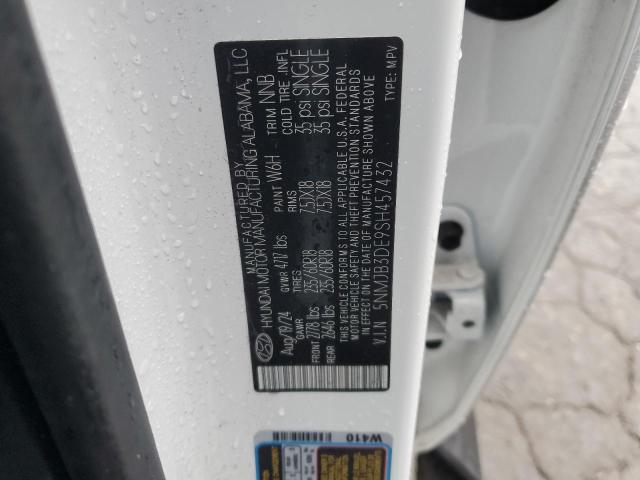 MANUFACTURED BY
HYUNDAI MOTOR MANUFACTURING ALABAMA, LLC
Aug/19/24 GVWR 4717 lbs PAINT W6H TRIM NNB
GAWR TIRES RIMS COLD TIRE .INFL
FRONT 2778 lbs 235/60R18 7.5JX18 35 psi SINGLE
REAR 2646 lbs 235/60R18 7.5JX18 35 psi SINGLE
THIS VEHICLE CONFORMS TO ALL APPLICABLE U.S.A. FEDERAL
MOTOR VEHICLE SAFETY AND THEFT PREVENTION STANDARDS
IN EFFECT ON THE DATE OF MANUFACTURE SHOWN ABOVE
V.I.N 5NMJB3DE9SH457432 TYPE: MPV
W410